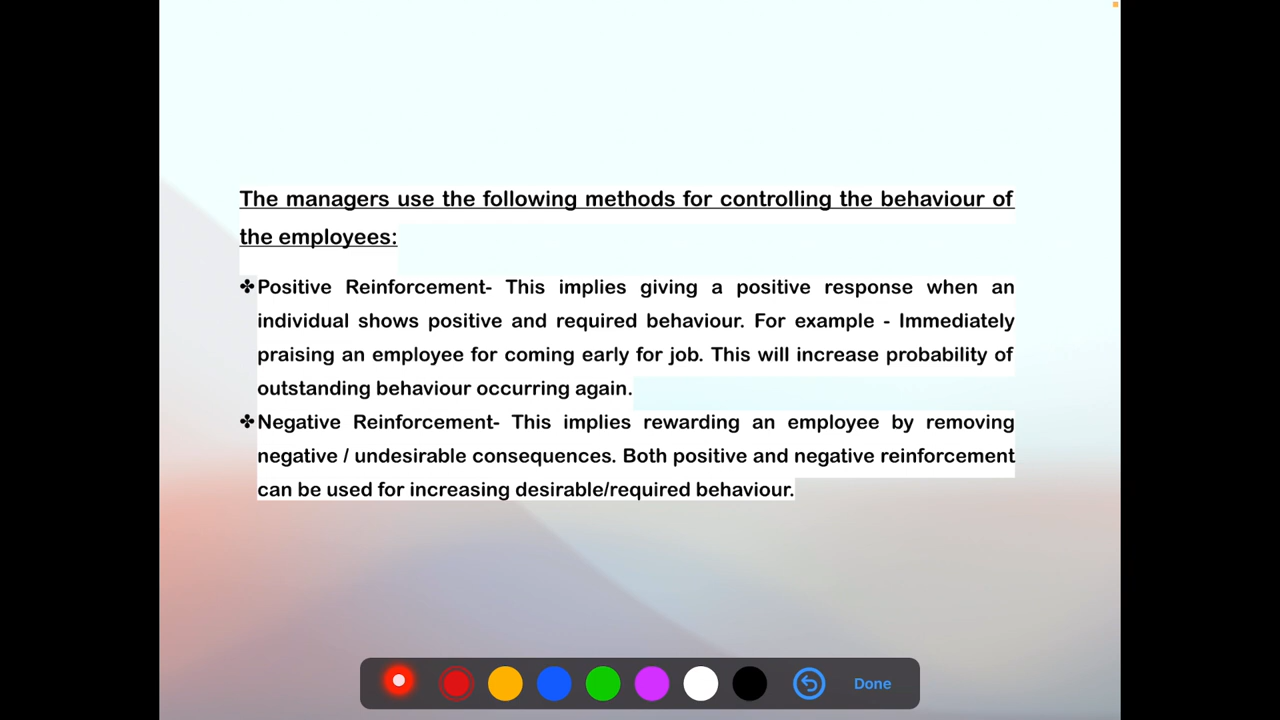 The managers use the following methods for controlling the behaviour of
the employees:
✤Positive Reinforcement- This implies giving a positive response when an
individual shows positive and required behaviour. For example - Immediately
praising an employee for coming early for job. This will increase probability of
outstanding behaviour occurring again.
✤Negative Reinforcement- This implies rewarding an employee by removing
negative / undesirable consequences. Both positive and negative reinforcement
can be used for increasing desirable/required behaviour.
Done